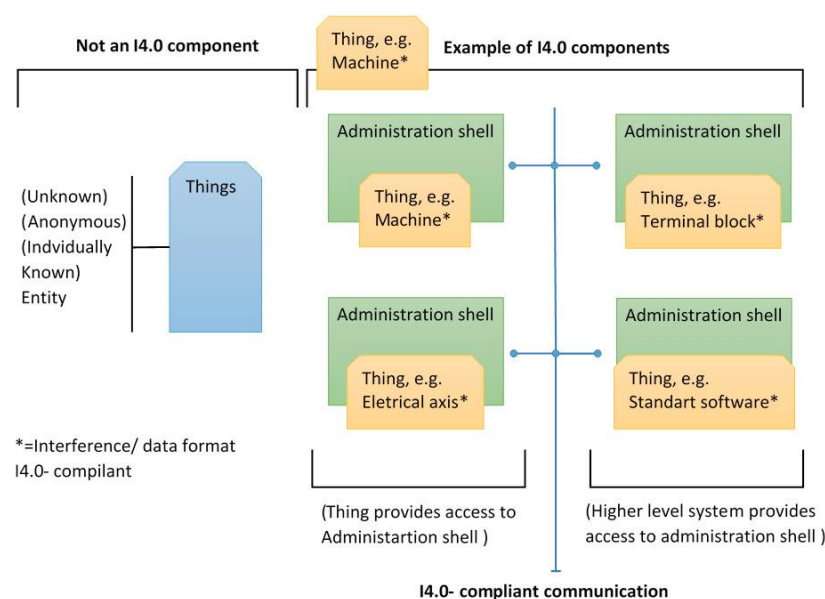 Not an I4.0 component
Thing, e.g.
Machine*
Example of I4.0 components
(Unknown)
(Anonymous)
(Indvidually
Known)
Entity
Things
Administration shell
Thing, e.g.
Machine*
Administration shell
Thing, e.g.
Terminal block*
Administration shell
Thing, e.g.
Eletrical axis*
Administration shell
Thing, e.g.
Standart software*
*=Interference/ data format
I4.0- compilant
(Thing provides access to
Administartion shell )
(Higher level system provides
access to administration shell )
I4.0- compliant communication